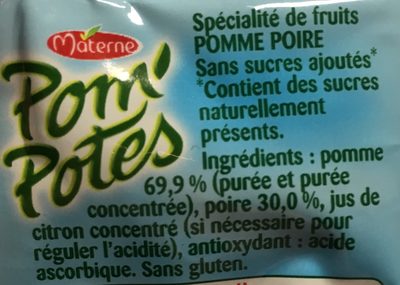 Materne
Pom'
Potes
Spécialité de fruits
POMME POIRE
Sans sucres ajoutés*
*Contient des sucres
naturellement
présents.
Ingrédients : pomme
69,9 % (purée et purée
concentrée), poire 30,0 %, jus de
citron concentré (si nécessaire pour
réguler l'acidité), antioxydant : acide
ascorbique. Sans gluten.